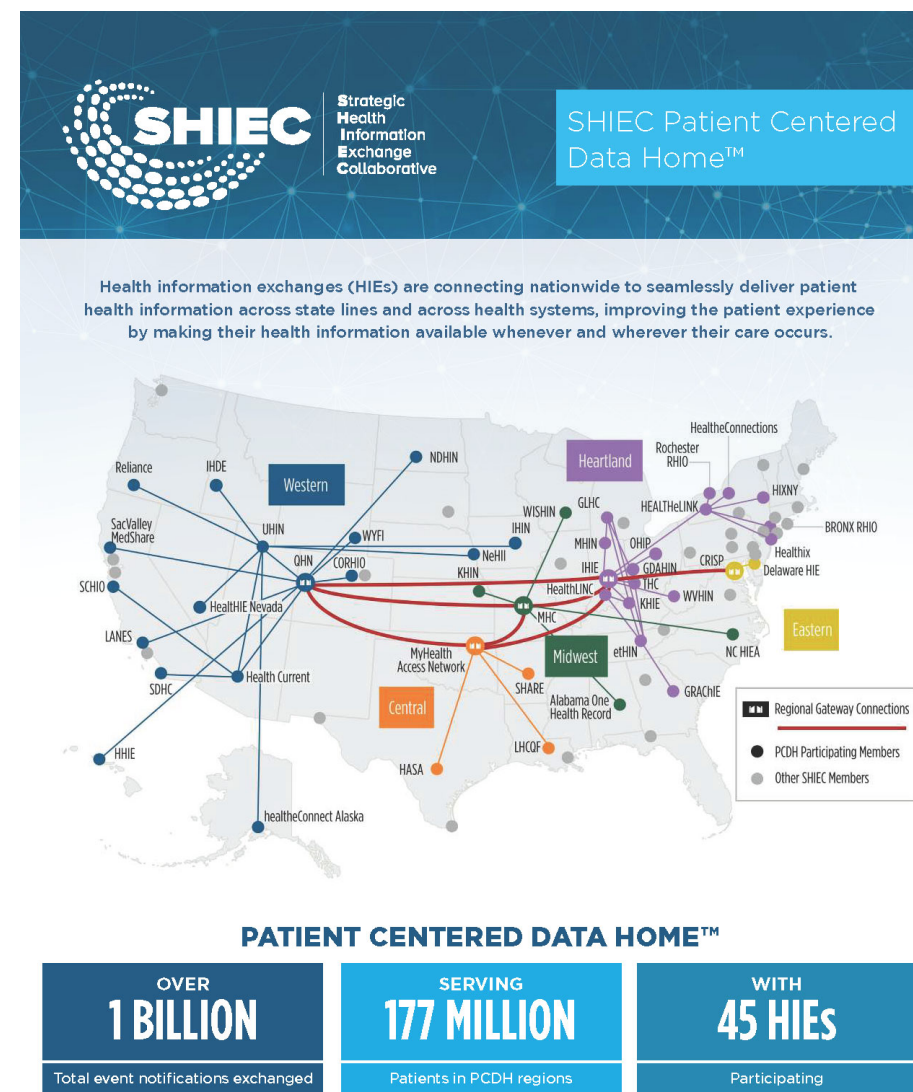 SHIEC
Strategic
Health
Information
Exchange
Collaborative
SHIEC Patient Centered
Data Home™
Health information exchanges (HIEs) are connecting nationwide to seamlessly deliver patient
health information across state lines and across health systems, improving the patient experience
by making their health information available whenever and wherever their care occurs.
HealtheConnections
Rochester
RHIO
Heartland
NDHIN
Reliance
IHDE
Western
GLHC
HIXNY
WISHIN
HEALTHeLINK
SacValley
MedShare
UHIN
WYFI
IHIN
MHIN
OHIP
BRONX RHIO
QHN
CORHIO
NeHII
IHIE
GDAHIN
CRISP
Healthix
KHIN
Delaware HIE
SCHIO
HealthLINC
THC
WVHIN
HealtHIE Nevada
MHC
KHIE
LANES
MyHealth
Access Network
Midwest
etHIN
NC HIEA
Eastern
SDHC
Health Current
SHARE
Alabama One
Health Record
GRAChIE
Central
Regional Gateway Connections
HHIE
LHCQF
PCDH Participating Members
HASA
Other SHIEC Members
healtheConnect Alaska
PATIENT CENTERED DATA HOME™
OVER
1 BILLION
Total event notifications exchanged
SERVING
177 MILLION
Patients in PCDH regions
WITH
45 HIEs
Participating